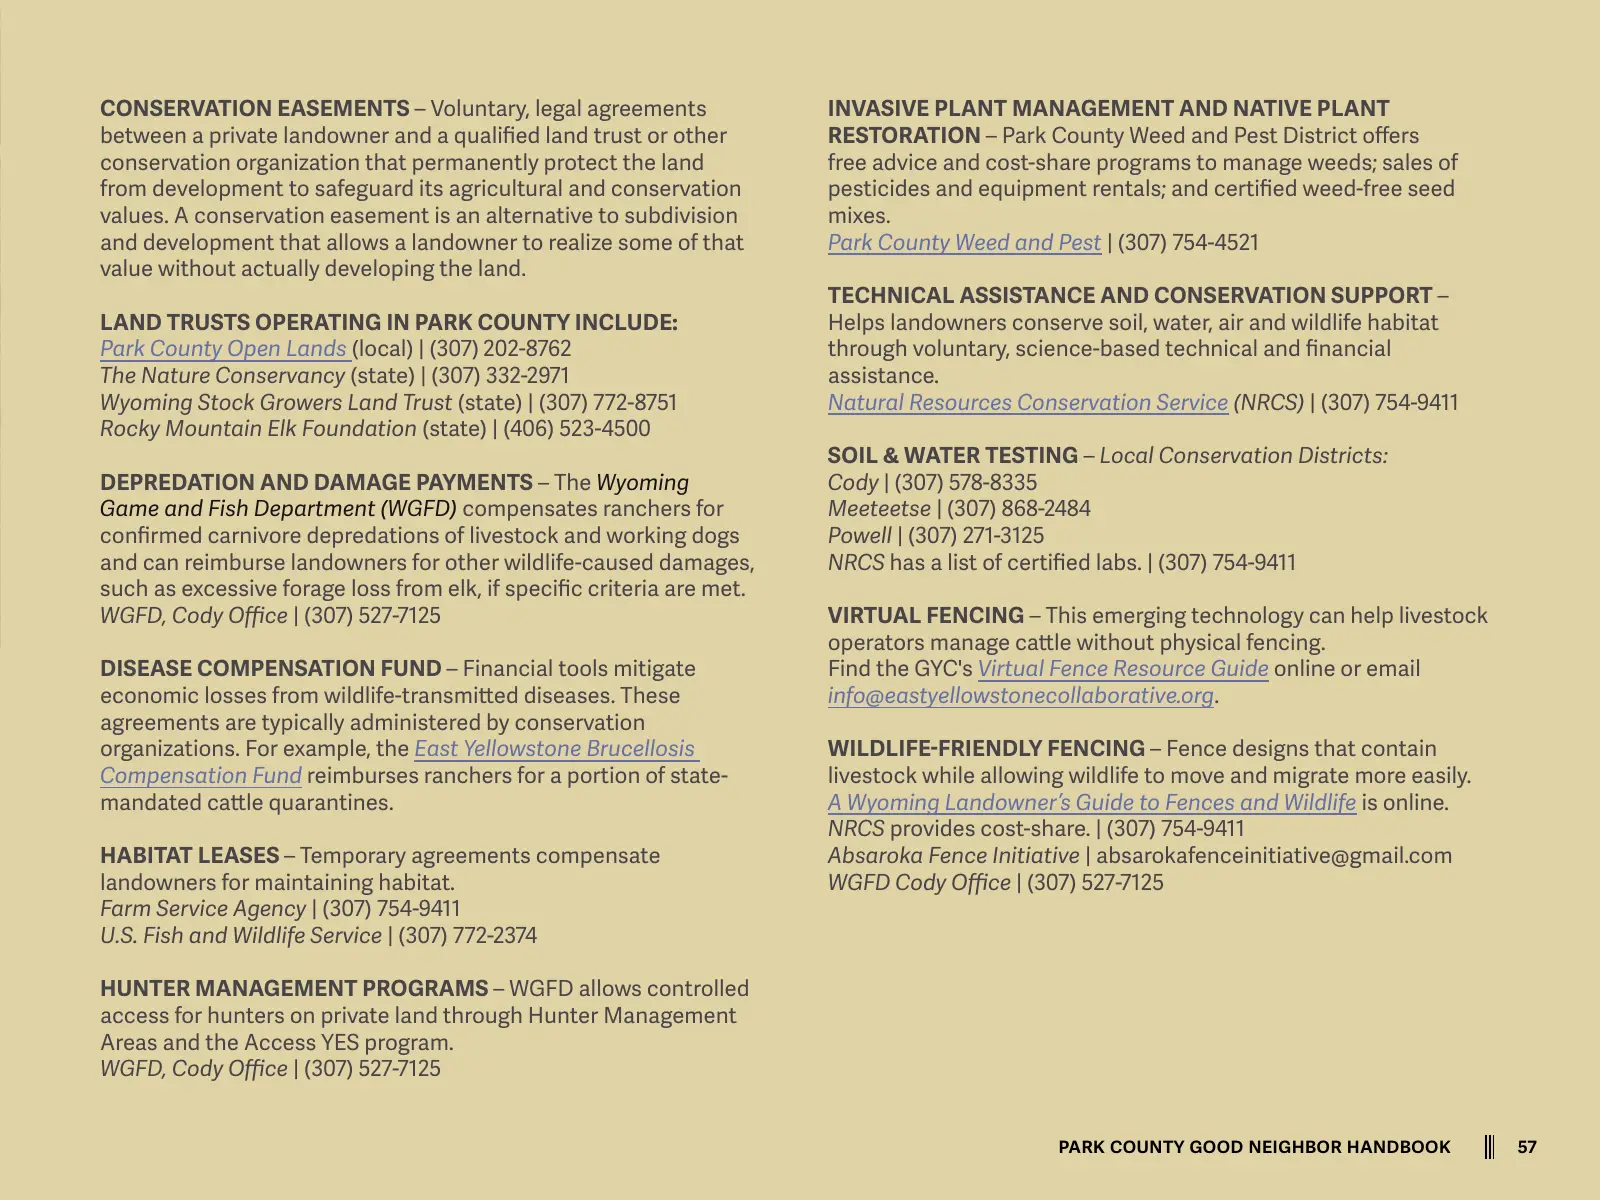 CONSERVATION EASEMENTS – Voluntary, legal agreements
between a private landowner and a qualified land trust or other
conservation organization that permanently protect the land
from development to safeguard its agricultural and conservation
values. A conservation easement is an alternative to subdivision
and development that allows a landowner to realize some of that
value without actually developing the land.
LAND TRUSTS OPERATING IN PARK COUNTY INCLUDE:
Park County Open Lands (local) | (307) 202-8762
The Nature Conservancy (state) | (307) 332-2971
Wyoming Stock Growers Land Trust (state) | (307) 772-8751
Rocky Mountain Elk Foundation (state) | (406) 523-4500
DEPREDATION AND DAMAGE PAYMENTS – The Wyoming
Game and Fish Department (WGFD) compensates ranchers for
confirmed carnivore depredations of livestock and working dogs
and can reimburse landowners for other wildlife-caused damages,
such as excessive forage loss from elk, if specific criteria are met.
WGFD, Cody Office | (307) 527-7125
DISEASE COMPENSATION FUND – Financial tools mitigate
economic losses from wildlife-transmitted diseases. These
agreements are typically administered by conservation
organizations. For example, the East Yellowstone Brucellosis
Compensation Fund reimburses ranchers for a portion of state-
mandated cattle quarantines.
HABITAT LEASES – Temporary agreements compensate
landowners for maintaining habitat.
Farm Service Agency | (307) 754-9411
U.S. Fish and Wildlife Service | (307) 772-2374
HUNTER MANAGEMENT PROGRAMS – WGFD allows controlled
access for hunters on private land through Hunter Management
Areas and the Access YES program.
WGFD, Cody Office | (307) 527-7125
INVASIVE PLANT MANAGEMENT AND NATIVE PLANT
RESTORATION – Park County Weed and Pest District offers
free advice and cost-share programs to manage weeds; sales of
pesticides and equipment rentals; and certified weed-free seed
mixes.
Park County Weed and Pest | (307) 754-4521
TECHNICAL ASSISTANCE AND CONSERVATION SUPPORT –
Helps landowners conserve soil, water, air and wildlife habitat
through voluntary, science-based technical and financial
assistance.
Natural Resources Conservation Service (NRCS) | (307) 754-9411
SOIL & WATER TESTING – Local Conservation Districts:
Cody | (307) 578-8335
Meeteetse | (307) 868-2484
Powell | (307) 271-3125
NRCS has a list of certified labs. | (307) 754-9411
VIRTUAL FENCING – This emerging technology can help livestock
operators manage cattle without physical fencing.
Find the GYC's Virtual Fence Resource Guide online or email
info@eastyellowstonecollaborative.org.
WILDLIFE-FRIENDLY FENCING – Fence designs that contain
livestock while allowing wildlife to move and migrate more easily.
A Wyoming Landowner’s Guide to Fences and Wildlife is online.
NRCS provides cost-share. | (307) 754-9411
Absaroka Fence Initiative | absarokafenceinitiative@gmail.com
WGFD Cody Office | (307) 527-7125
PARK COUNTY GOOD NEIGHBOR HANDBOOK 57